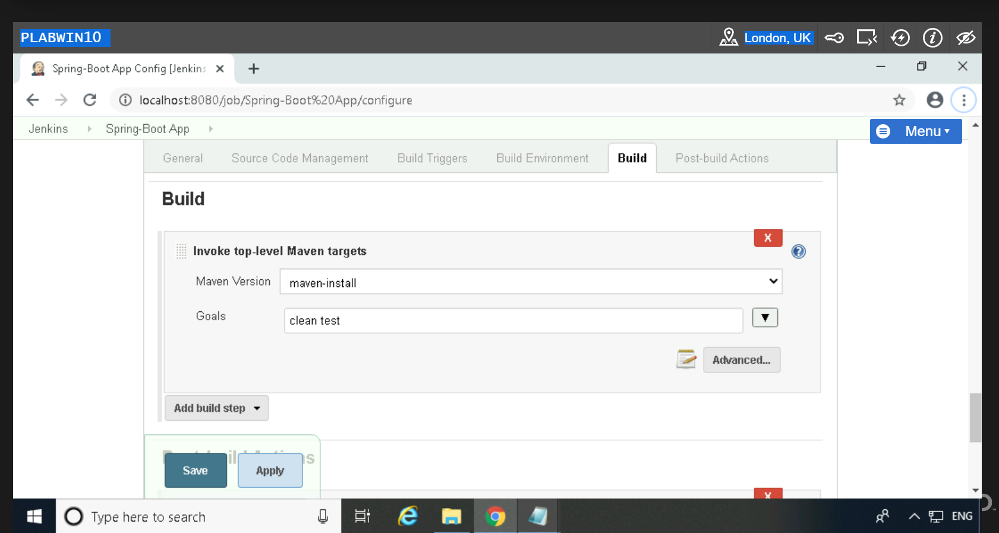 PLABWIN10
London, UK
Spring-Boot App Config [Jenkins
localhost:8080/job/Spring-Boot%20App/configure
Jenkins
Spring-Boot App
Menu
General
Source Code Management
Build Triggers
Build Environment
Build
Post-build Actions
Build
X
Invoke top-level Maven targets
Maven Version
maven-install
Goals
clean test
Advanced...
Add build step
Save
Apply
X
Type here to search
ENG